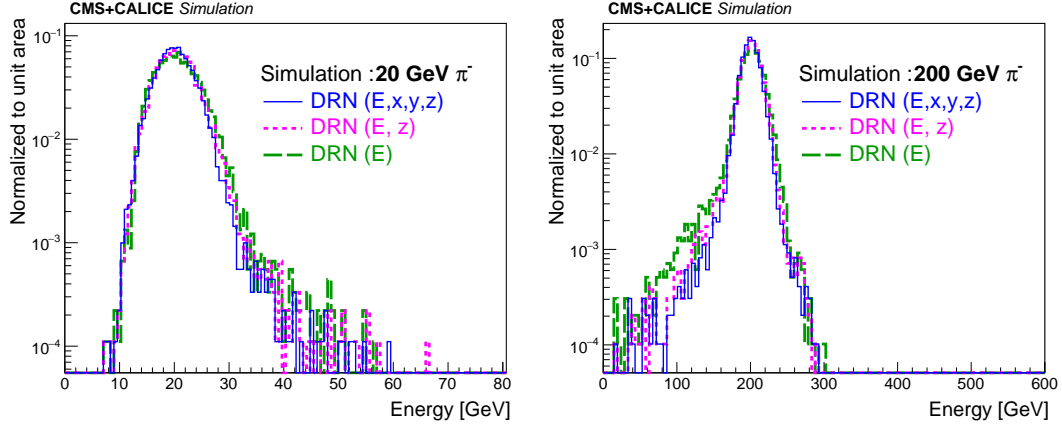 CMS+CALICE Simulation
Normalized to unit area
10⁻¹
10⁻²
10⁻³
10⁻⁴
Simulation :20 GeV π⁻
DRN (E,x,y,z)
DRN (E, z)
DRN (E)
0 10 20 30 40 50 60 70 80
Energy [GeV]
CMS+CALICE Simulation
Normalized to unit area
10⁻¹
10⁻²
10⁻³
10⁻⁴
Simulation :200 GeV π⁻
DRN (E,x,y,z)
DRN (E, z)
DRN (E)
0 100 200 300 400 500 600
Energy [GeV]